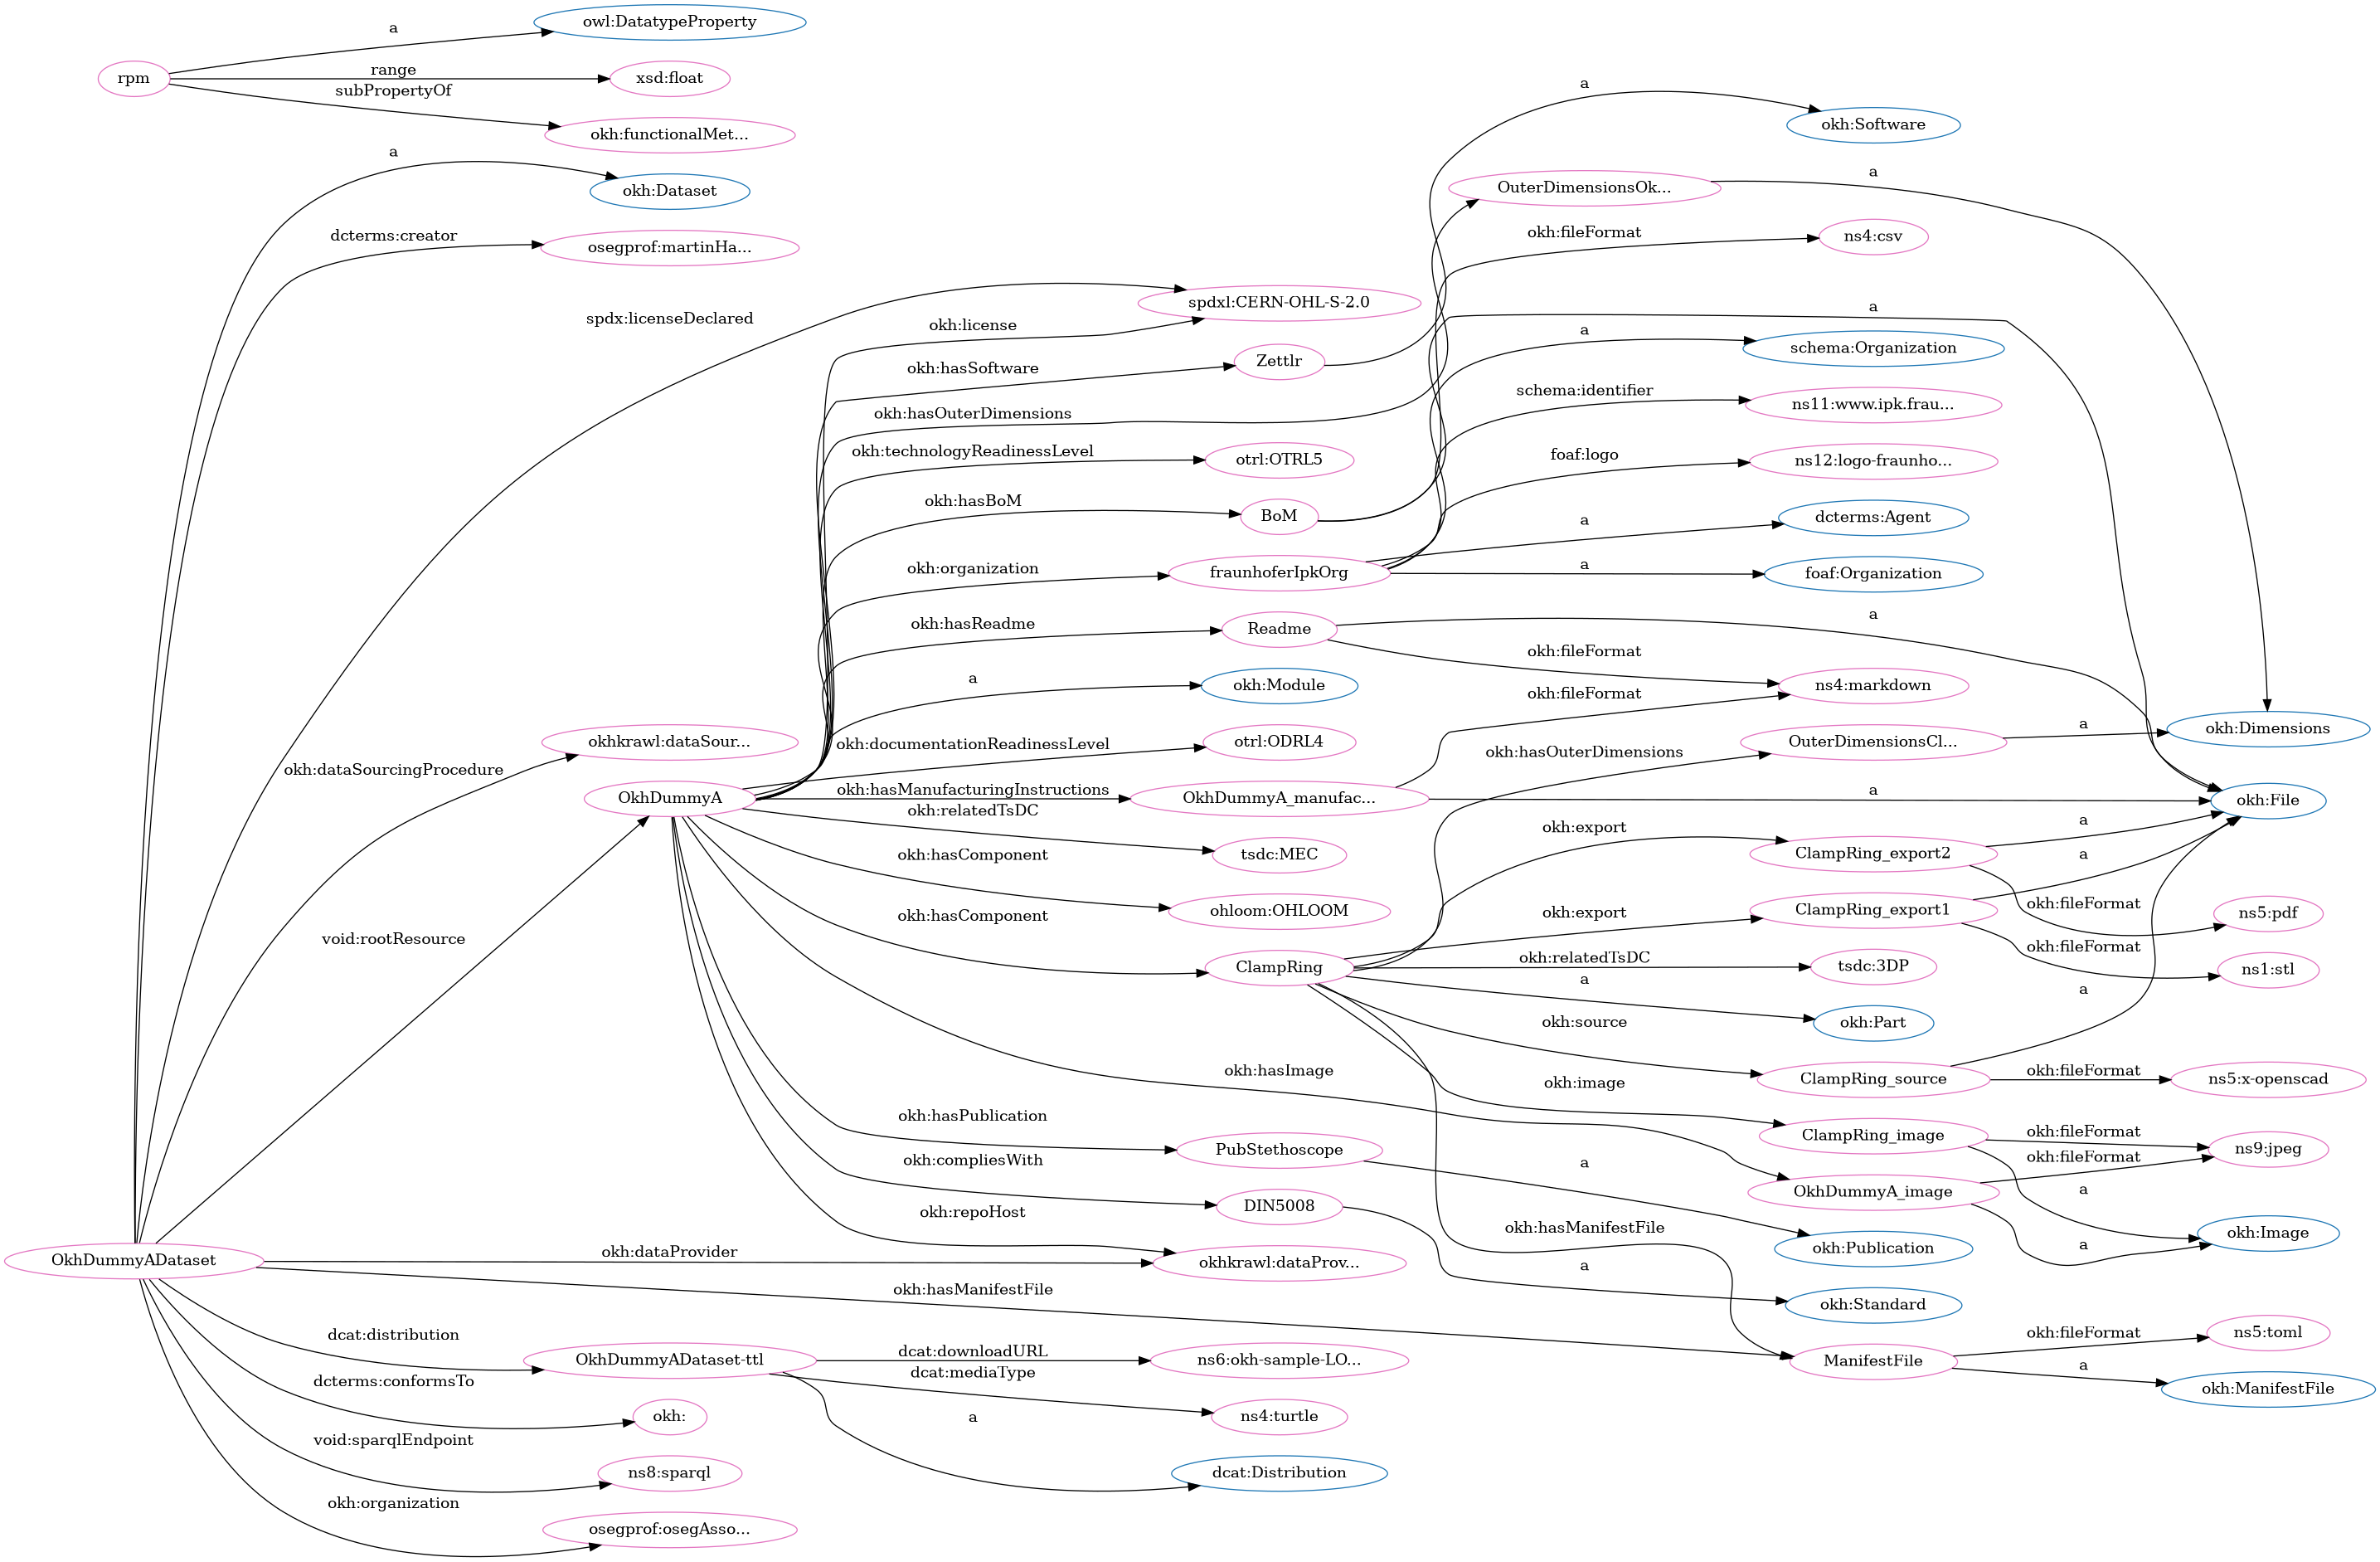 owl:DatatypeProperty
a
rpm
range
xsd:float
subPropertyOf
okh:functionalMet...
a
okh:Dataset
dcterms:creator
osegprof:martinHa...
spdx:licenseDeclared
okh:dataSourcingProcedure
okhkrawl:dataSour...
void:rootResource
OkhDummyA
OkhDummyADataset
okh:dataProvider
okh:hasManifestFile
dcat:distribution
OkhDummyADataset-ttl
dcterms:conformsTo
okh:
void:sparqlEndpoint
ns8:sparql
okh:organization
osegprof:osegAsso...
spdxl:CERN-OHL-S-2.0
okh:license
okh:hasSoftware
Zettlr
okh:hasOuterDimensions
okh:technologyReadinessLevel
otrl:OTRL5
okh:hasBoM
BoM
okh:organization
fraunhoferIpkOrg
okh:hasReadme
Readme
a
okh:Module
okh:documentationReadinessLevel
otrl:ODRL4
okh:hasManufacturingInstructions
OkhDummyA_manufac...
okh:relatedTsDC
tsdc:MEC
okh:hasComponent
ohloom:OHLOOM
okh:hasComponent
ClampRing
okh:hasImage
okh:hasPublication
PubStethoscope
okh:compliesWith
DIN5008
okh:repoHost
okhkrawl:dataProv...
dcat:downloadURL
ns6:okh-sample-LO...
dcat:mediaType
ns4:turtle
a
dcat:Distribution
a
okh:Software
OuterDimensionsOk...
a
okh:fileFormat
ns4:csv
a
a
schema:Organization
schema:identifier
ns11:www.ipk.frau...
foaf:logo
ns12:logo-fraunho...
a
dcterms:Agent
a
foaf:Organization
a
okh:fileFormat
ns4:markdown
okh:fileFormat
okh:hasOuterDimensions
OuterDimensionsCl...
a
okh:Dimensions
a
okh:File
okh:export
ClampRing_export2
a
okh:fileFormat
ns5:pdf
okh:export
ClampRing_export1
a
okh:fileFormat
ns1:stl
okh:relatedTsDC
tsdc:3DP
a
okh:Part
okh:source
ClampRing_source
a
okh:fileFormat
ns5:x-openscad
okh:image
ClampRing_image
okh:fileFormat
ns9:jpeg
okh:fileFormat
OkhDummyA_image
a
okh:Image
a
okh:hasManifestFile
a
okh:Publication
a
okh:Standard
ManifestFile
okh:fileFormat
ns5:toml
a
okh:ManifestFile